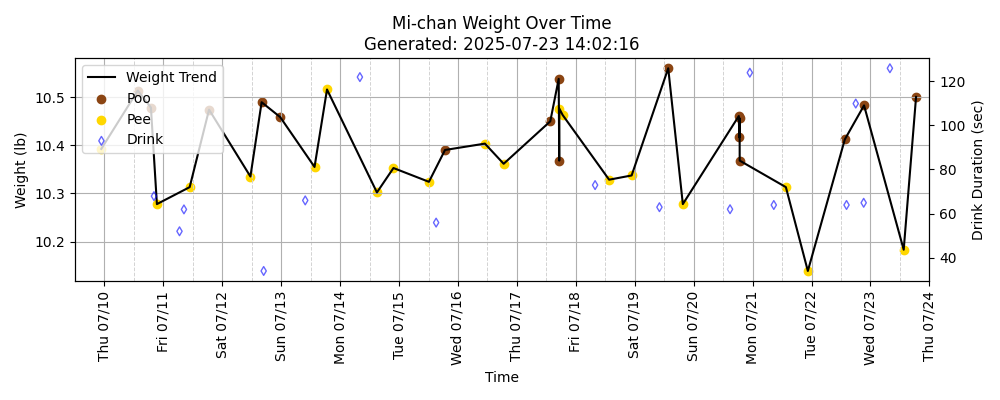 Mi-chan Weight Over Time
Generated: 2025-07-23 14:02:16
Weight Trend
Poo
Pee
Drink
Weight (lb)
10.5
10.4
10.3
10.2
120
100
80
60
40
Drink Duration (sec)
Thu 07/10
Fri 07/11
Sat 07/12
Sun 07/13
Mon 07/14
Tue 07/15
Wed 07/16
Thu 07/17
Fri 07/18
Sat 07/19
Sun 07/20
Mon 07/21
Tue 07/22
Wed 07/23
Thu 07/24
Time